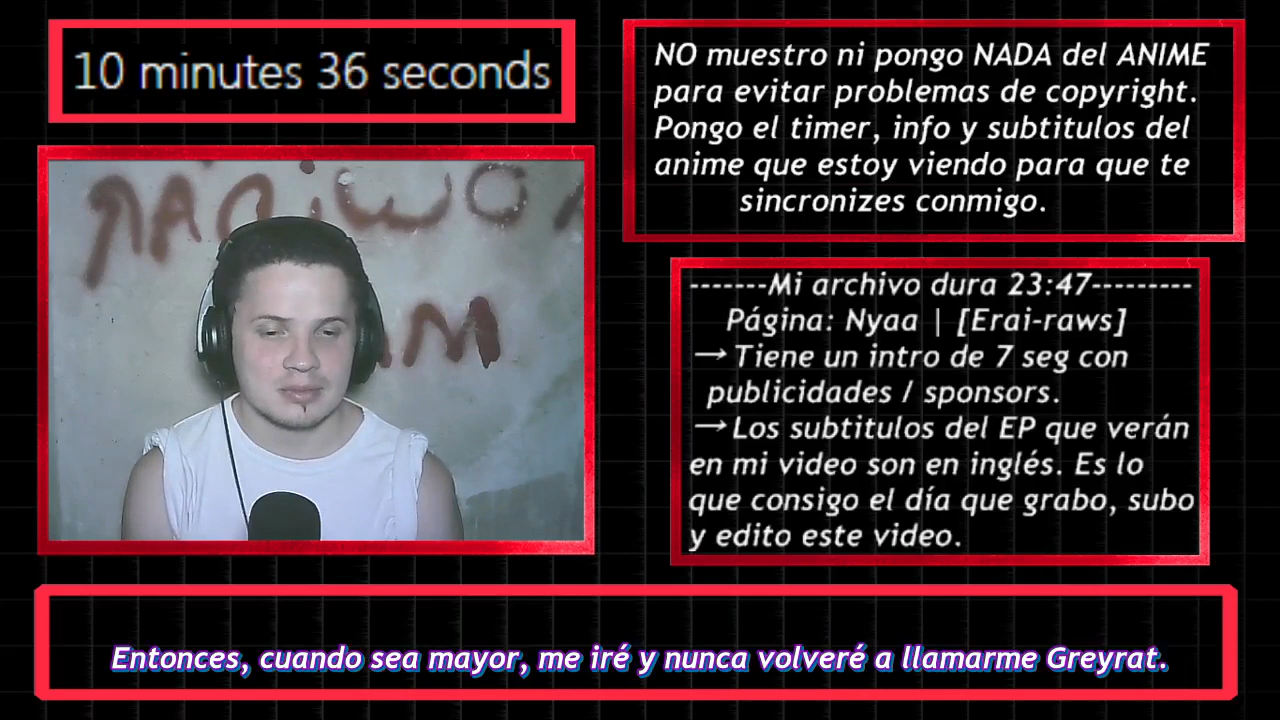 10 minutes 36 seconds
NO muestro ni pongo NADA del ANIME
para evitar problemas de copyright.
Pongo el timer, info y subtitulos del
anime que estoy viendo para que te
sincronizes conmigo.
-------Mi archivo dura 23:47---------
Página: Nyaa | [Erai-raws]
→ Tiene un intro de 7 seg con
publicidades / sponsors.
→ Los subtitulos del EP que verán
en mi video son en inglés. Es lo
que consigo el día que grabo, subo
y edito este video.
Entonces, cuando sea mayor, me iré y nunca volveré a llamarme Greyrat.